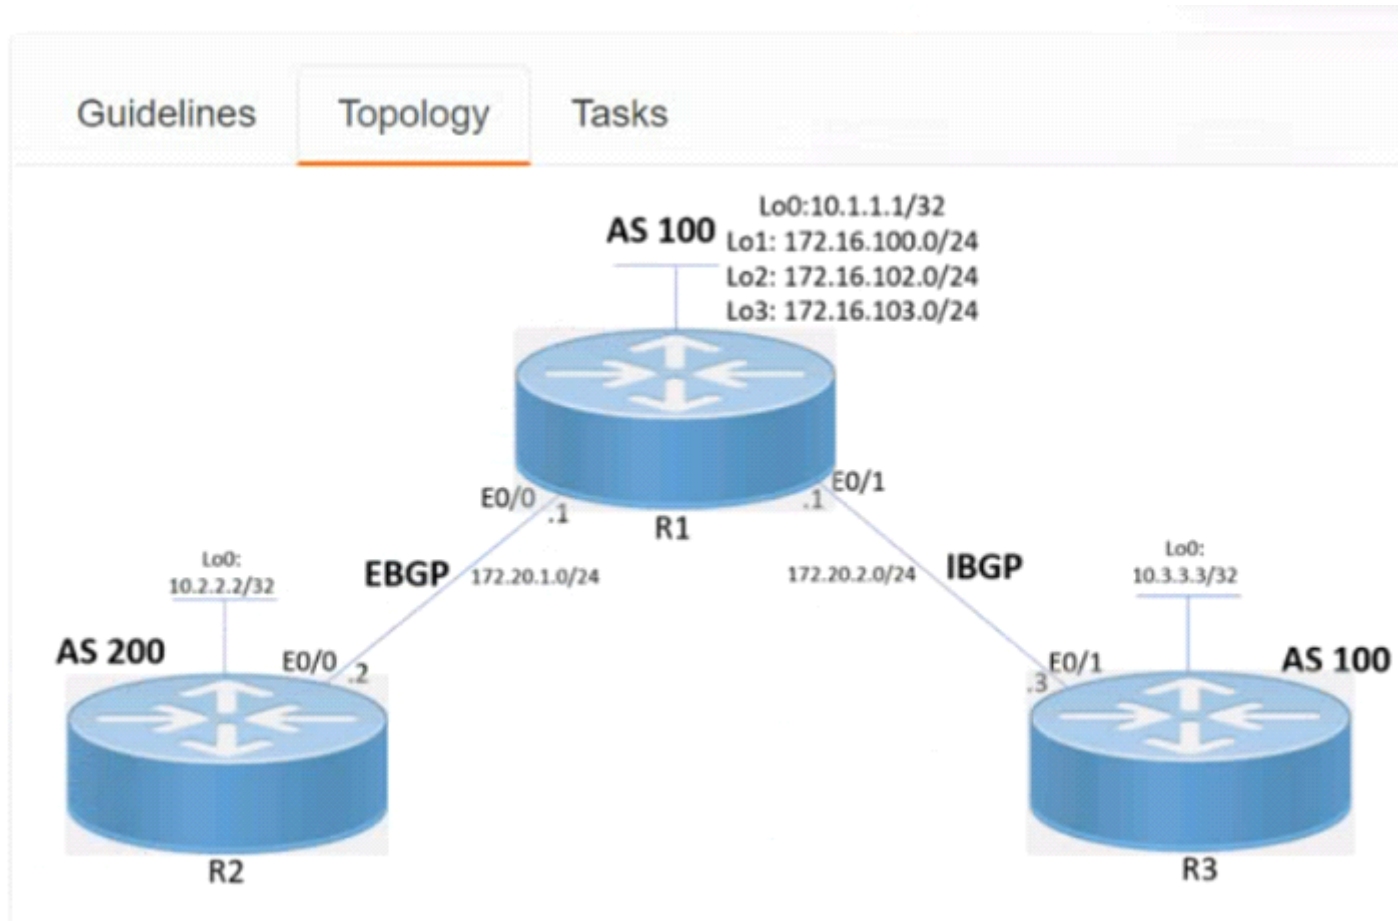 Guidelines Topology Tasks
Lo0:10.1.1.1/32
AS 100
Lo1: 172.16.100.0/24
Lo2: 172.16.102.0/24
Lo3: 172.16.103.0/24
E0/0
.1
R1
.1
E0/1
Lo0:
10.2.2.2/32
EBGP
172.20.1.0/24
172.20.2.0/24
IBGP
Lo0:
10.3.3.3/32
AS 200
E0/0
.2
R2
E0/1
.3
AS 100
R3